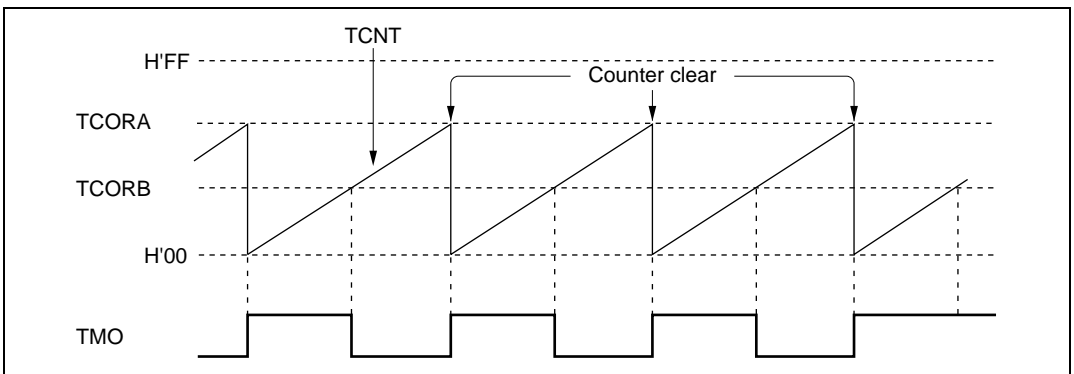 TCNT
H'FF
Counter clear
TCORA
TCORB
H'00
TMO